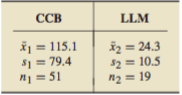 CCB LLM
x̄₁ = 115.1 x̄₂ = 24.3
s₁ = 79.4 s₂ = 10.5
n₁ = 51 n₂ = 19